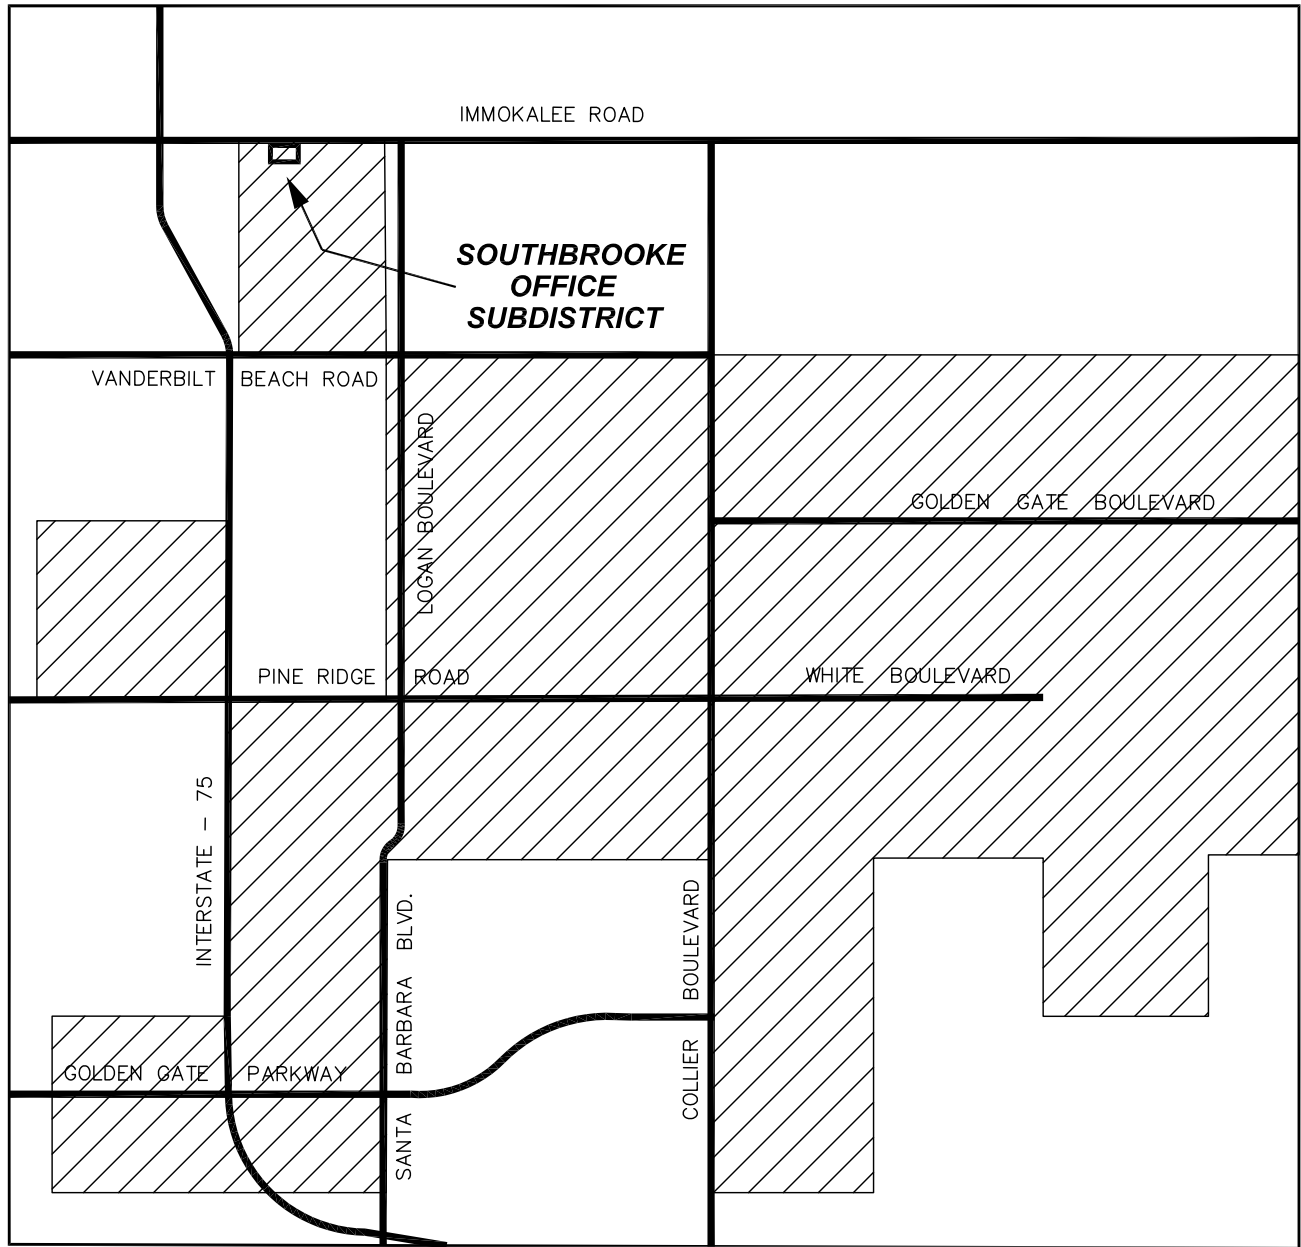 IMMOKALEE ROAD
SOUTHBROOKE
OFFICE
SUBDISTRICT
VANDERBILT BEACH ROAD
LOGAN BOULEVARD
GOLDEN GATE BOULEVARD
PINE RIDGE ROAD
WHITE BOULEVARD
INTERSTATE - 75
SANTA BARBARA BLVD.
COLLIER BOULEVARD
GOLDEN GATE PARKWAY